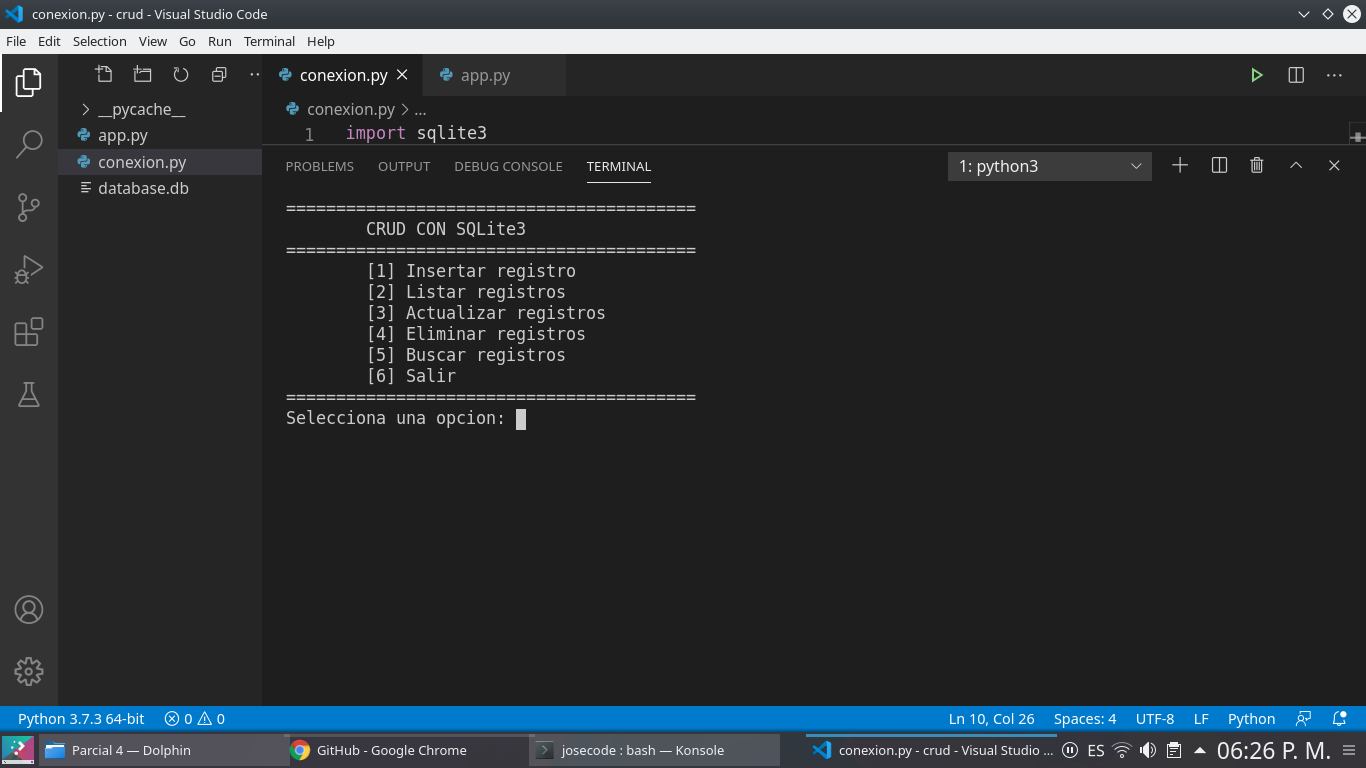 conexion.py - crud - Visual Studio Code
File Edit Selection View Go Run Terminal Help
conexion.py
app.py
__pycache__
app.py
conexion.py
database.db
conexion.py > ...
1 import sqlite3
PROBLEMS OUTPUT DEBUG CONSOLE TERMINAL
1: python3
=========================================
CRUD CON SQLite3
=========================================
[1] Insertar registro
[2] Listar registros
[3] Actualizar registros
[4] Eliminar registros
[5] Buscar registros
[6] Salir
=========================================
Selecciona una opcion:
Python 3.7.3 64-bit 0 0 Ln 10, Col 26 Spaces: 4 UTF-8 LF Python
Parcial 4 — Dolphin GitHub - Google Chrome josecode : bash — Konsole conexion.py - crud - Visual Studio ... ES 06:26 P. M.